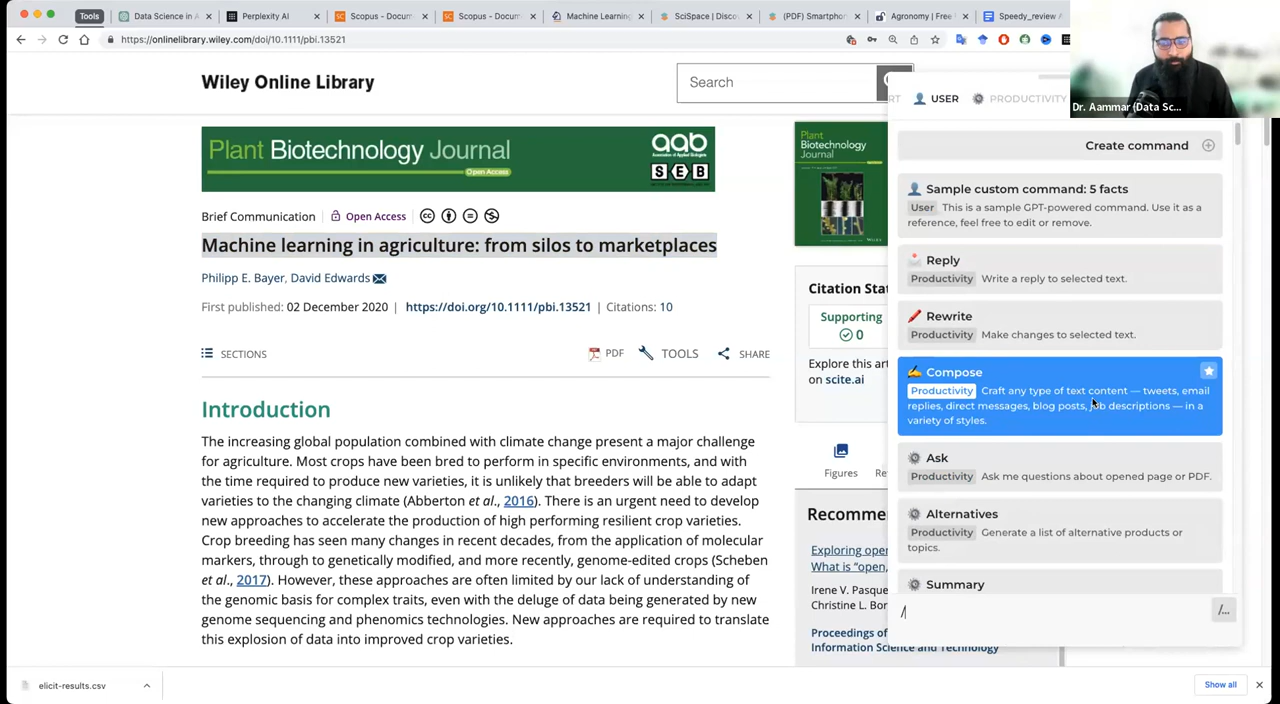 Tools
Data Science in A
Perplexity AI
Scopus - Docum
Scopus - Docum
Machine Learning
SciSpace | Disco
(PDF) Smartphon
Agronomy | Free
Speedy_review A
https://onlinelibrary.wiley.com/doi/10.1111/pbi.13521
Dr. Aammar (Data Sc...
Wiley Online Library
Search
USER
PRODUCTIVITY
Create command
Plant Biotechnology Journal
Open Access
aab
SEB
Plant
Biotechnology
Journal
Brief Communication
Open Access
Machine learning in agriculture: from silos to marketplaces
Philipp E. Bayer, David Edwards
First published: 02 December 2020 | https://doi.org/10.1111/pbi.13521 | Citations: 10
SECTIONS
PDF
TOOLS
SHARE
Introduction
The increasing global population combined with climate change present a major challenge
for agriculture. Most crops have been bred to perform in specific environments, and with
the time required to produce new varieties, it is unlikely that breeders will be able to adapt
varieties to the changing climate (Abberton et al., 2016). There is an urgent need to develop
new approaches to accelerate the production of high performing resilient crop varieties.
Crop breeding has seen many changes in recent decades, from the application of molecular
markers, through to genetically modified, and more recently, genome-edited crops (Scheben
et al., 2017). However, these approaches are often limited by our lack of understanding of
the genomic basis for complex traits, even with the deluge of data being generated by new
genome sequencing and phenomics technologies. New approaches are required to translate
this explosion of data into improved crop varieties.
Citation Sta
Supporting
0
Explore this art
on scite.ai
Figures
Re
Recomme
Exploring oper
What is "open,
Irene V. Pasque
Christine L. Bor
Proceedings of
Information Science and Technology
Sample custom command: 5 facts
User This is a sample GPT-powered command. Use it as a
reference, feel free to edit or remove.
Reply
Productivity Write a reply to selected text.
Rewrite
Productivity Make changes to selected text.
Compose
Productivity Craft any type of text content — tweets, email
replies, direct messages, blog posts, job descriptions — in a
variety of styles.
Ask
Productivity Ask me questions about opened page or PDF.
Alternatives
Productivity Generate a list of alternative products or
topics.
Summary
/
/...
elicit-results.csv
Show all